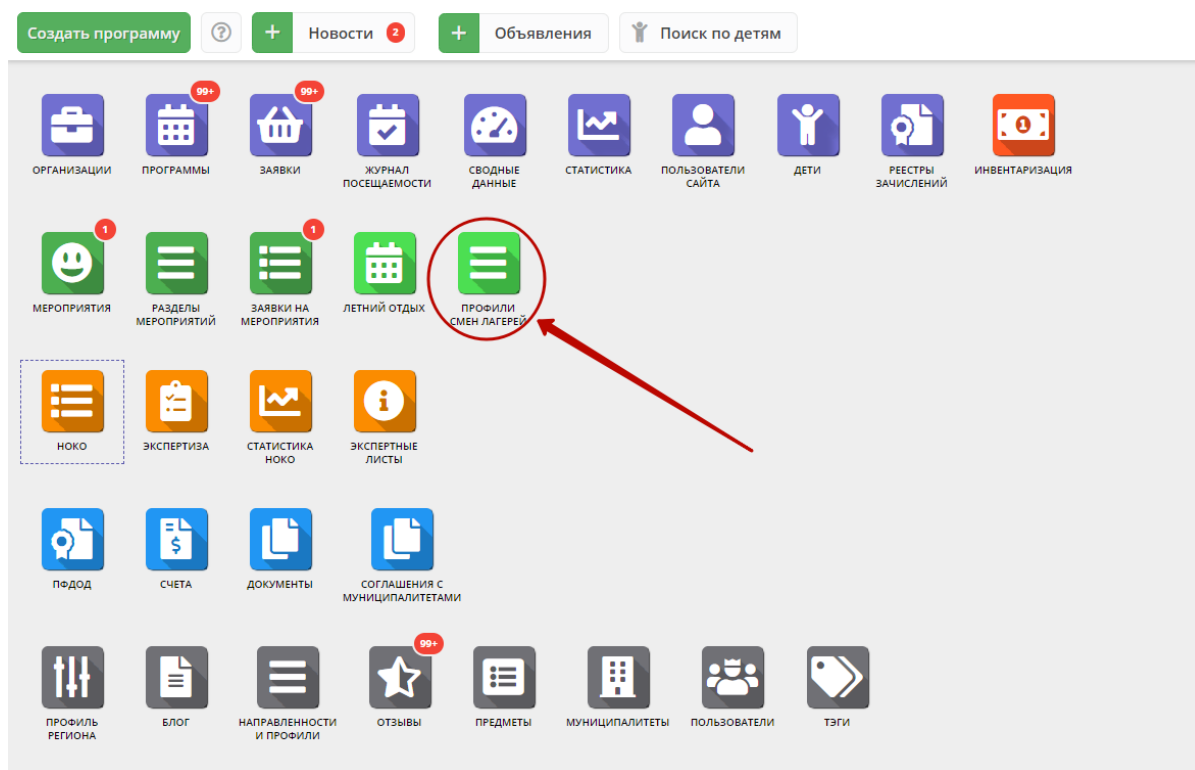 Создать программу ? + Новости 2 + Объявления Поиск по детям
99+ 99+
ОРГАНИЗАЦИИ ПРОГРАММЫ ЗАЯВКИ ЖУРНАЛ ПОСЕЩАЕМОСТИ СВОДНЫЕ ДАННЫЕ СТАТИСТИКА ПОЛЬЗОВАТЕЛИ САЙТА ДЕТИ РЕЕСТРЫ ЗАЧИСЛЕНИЙ 1 ИНВЕНТАРИЗАЦИЯ
1 1
МЕРОПРИЯТИЯ РАЗДЕЛЫ МЕРОПРИЯТИЙ ЗАЯВКИ НА МЕРОПРИЯТИЯ ЛЕТНИЙ ОТДЫХ ПРОФИЛИ СМЕН ЛАГЕРЕЙ
НОКО ЭКСПЕРТИЗА СТАТИСТИКА НОКО ЭКСПЕРТНЫЕ ЛИСТЫ
ПФДОД СЧЕТА ДОКУМЕНТЫ СОГЛАШЕНИЯ С МУНИЦИПАЛИТЕТАМИ
99+
ПРОФИЛЬ РЕГИОНА БЛОГ НАПРАВЛЕННОСТИ И ПРОФИЛИ ОТЗЫВЫ ПРЕДМЕТЫ МУНИЦИПАЛИТЕТЫ ПОЛЬЗОВАТЕЛИ ТЭГИ